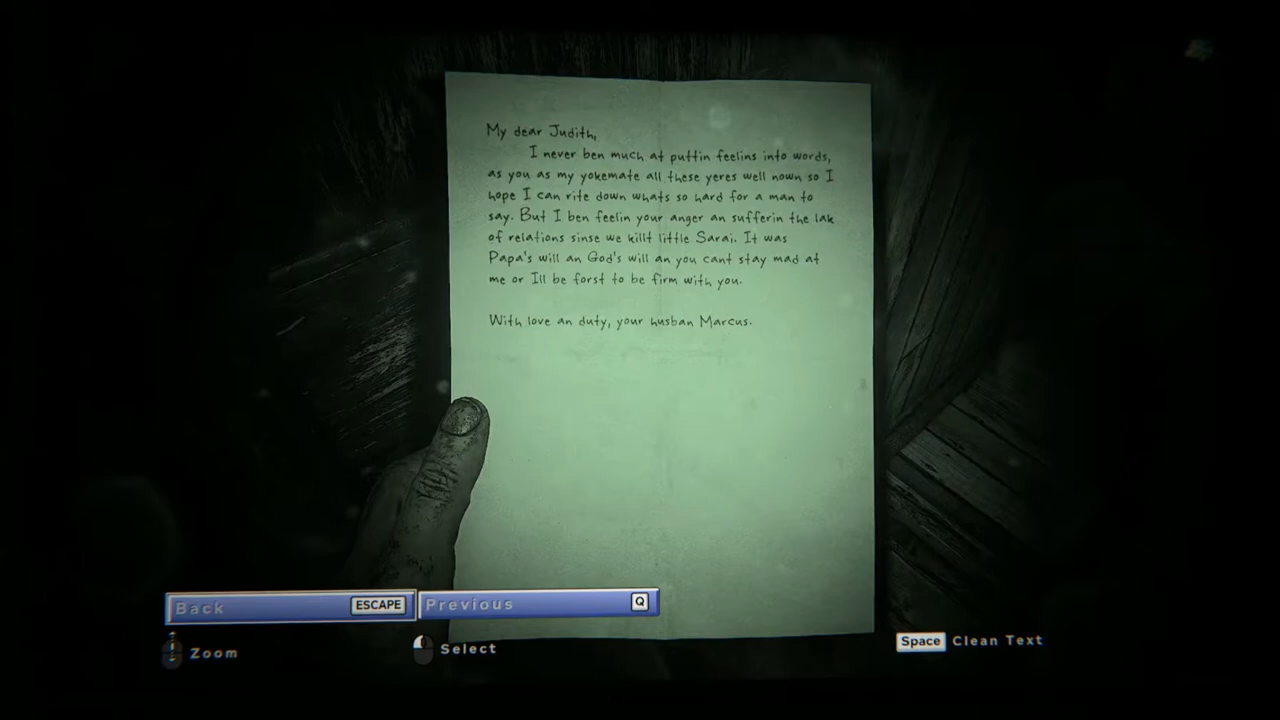 My dear Judith,
I never ben much at puttin feelins into words,
as you as my yokemate all these yeres well nown so I
hope I can rite down whats so hard for a man to
say. But I ben feelin your anger an sufferin the lak
of relations sinse we killt little Sarai. It was
Papa's will an God's will an you cant stay mad at
me or Ill be forst to be firm with you.
With love an duty, your husban Marcus.
Back ESCAPE Previous Q
Zoom Select Space Clean Text